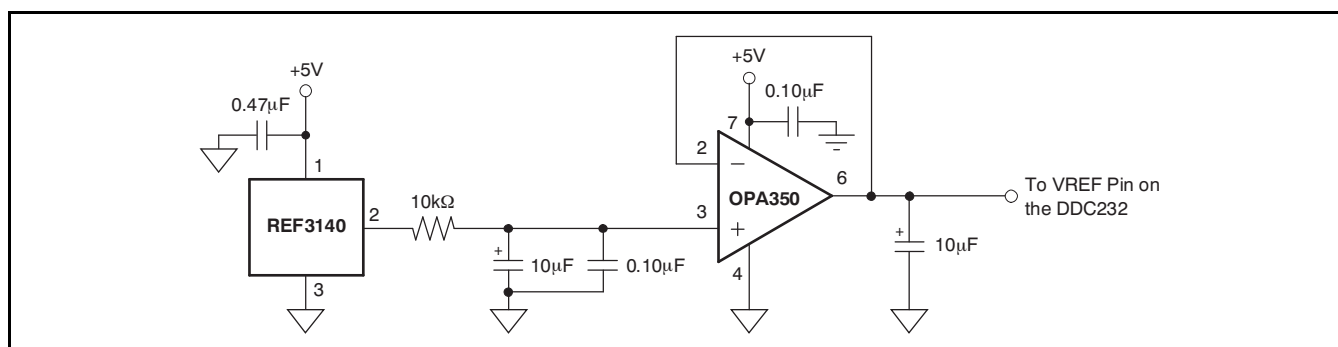 +5V
0.47µF
1
REF3140
2
3
10kΩ
+
10µF
0.10µF
+5V
0.10µF
7
2
−
OPA350
3
+
4
6
+
10µF
To VREF Pin on
the DDC232